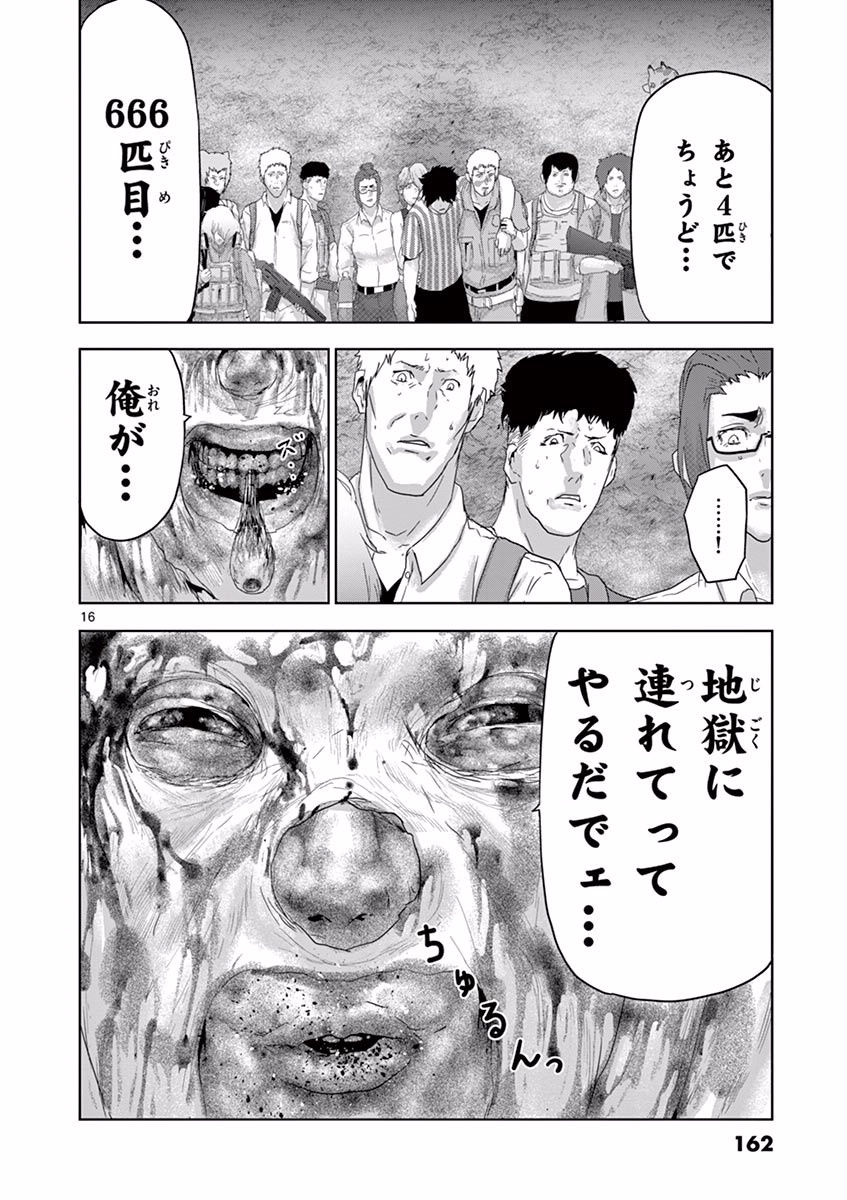 あと4匹で
ちょうど…
666
匹目…
……！
俺が…
ズ…
16
地獄に
連れてって
やるだでェ…
ちゅるんっ
162